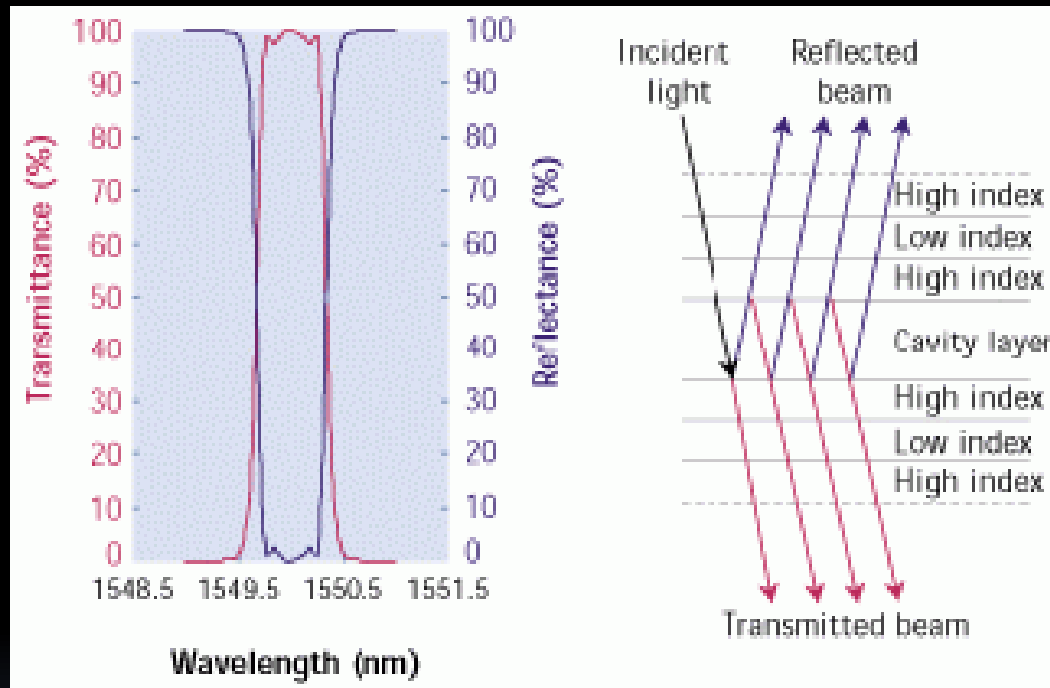 100
90
80
70
60
50
40
30
20
10
0
Transmittance (%)
100
90
80
70
60
50
40
30
20
10
0
Reflectance (%)
1548.5 1549.5 1550.5 1551.5
Wavelength (nm)
Incident
light
Reflected
beam
High index
Low index
High index
Cavity layer
High index
Low index
High index
Transmitted beam